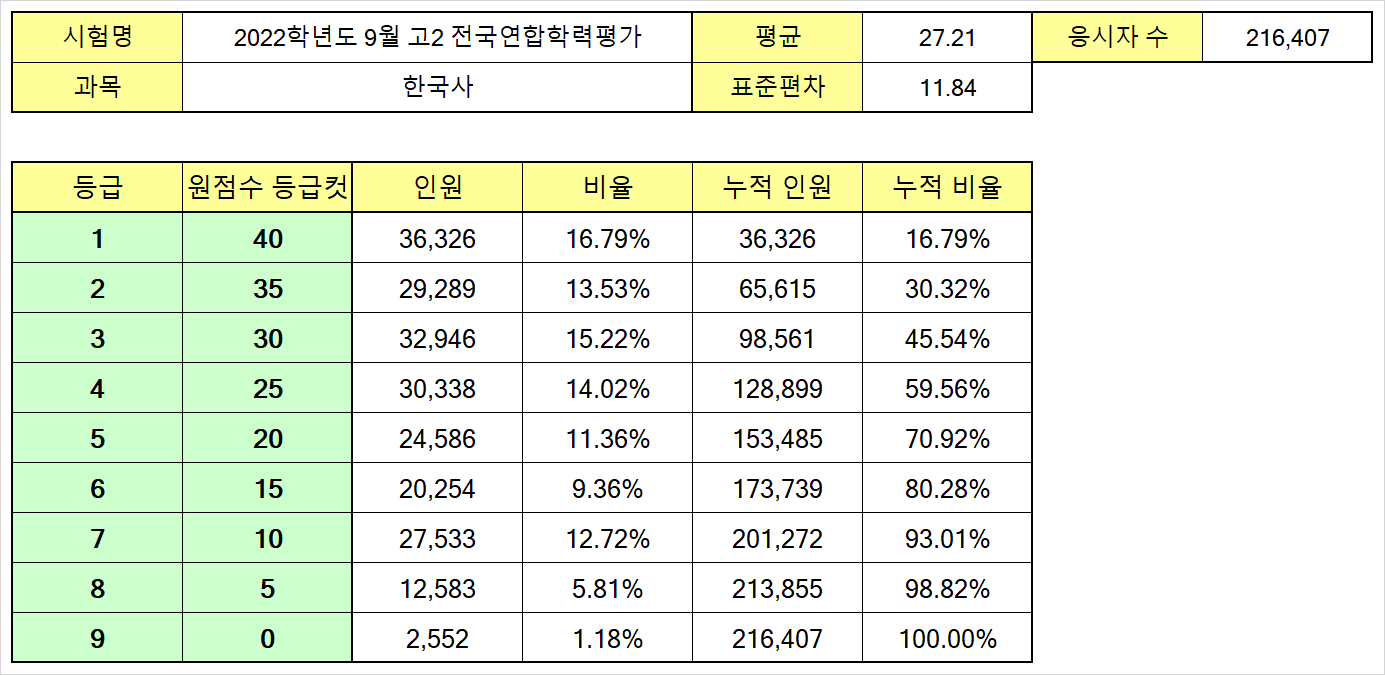 시험명 2022학년도 9월 고2 전국연합학력평가 평균 27.21 응시자 수 216,407
과목 한국사 표준편차 11.84
등급 원점수 등급컷 인원 비율 누적 인원 누적 비율
1 40 36,326 16.79% 36,326 16.79%
2 35 29,289 13.53% 65,615 30.32%
3 30 32,946 15.22% 98,561 45.54%
4 25 30,338 14.02% 128,899 59.56%
5 20 24,586 11.36% 153,485 70.92%
6 15 20,254 9.36% 173,739 80.28%
7 10 27,533 12.72% 201,272 93.01%
8 5 12,583 5.81% 213,855 98.82%
9 0 2,552 1.18% 216,407 100.00%